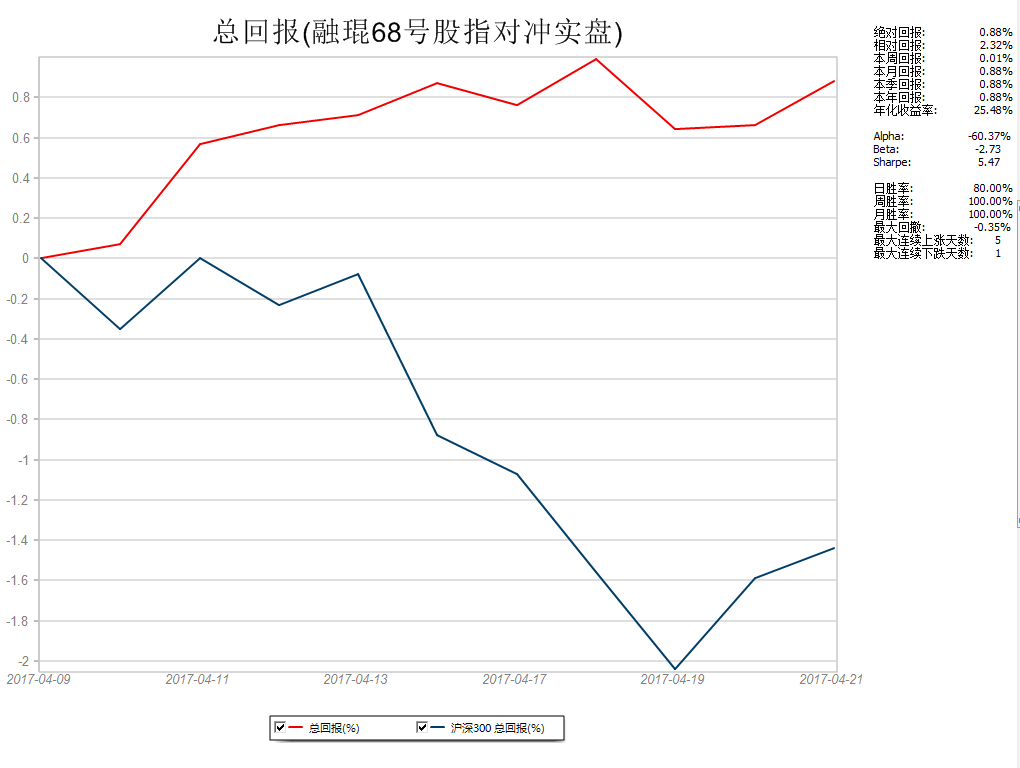 总回报(融琨68号股指对冲实盘)
0.8
0.6
0.4
0.2
0
-0.2
-0.4
-0.6
-0.8
-1
-1.2
-1.4
-1.6
-1.8
-2
2017-04-09 2017-04-11 2017-04-13 2017-04-17 2017-04-19 2017-04-21
总回报(%) 沪深300 总回报(%)
绝对回报: 0.88%
相对回报: 2.32%
本周回报: 0.01%
本月回报: 0.88%
本季回报: 0.88%
本年回报: 0.88%
年化收益率: 25.48%
Alpha: -60.37%
Beta: -2.73
Sharpe: 5.47
日胜率: 80.00%
周胜率: 100.00%
月胜率: 100.00%
最大回撤: -0.35%
最大连续上涨天数: 5
最大连续下跌天数: 1